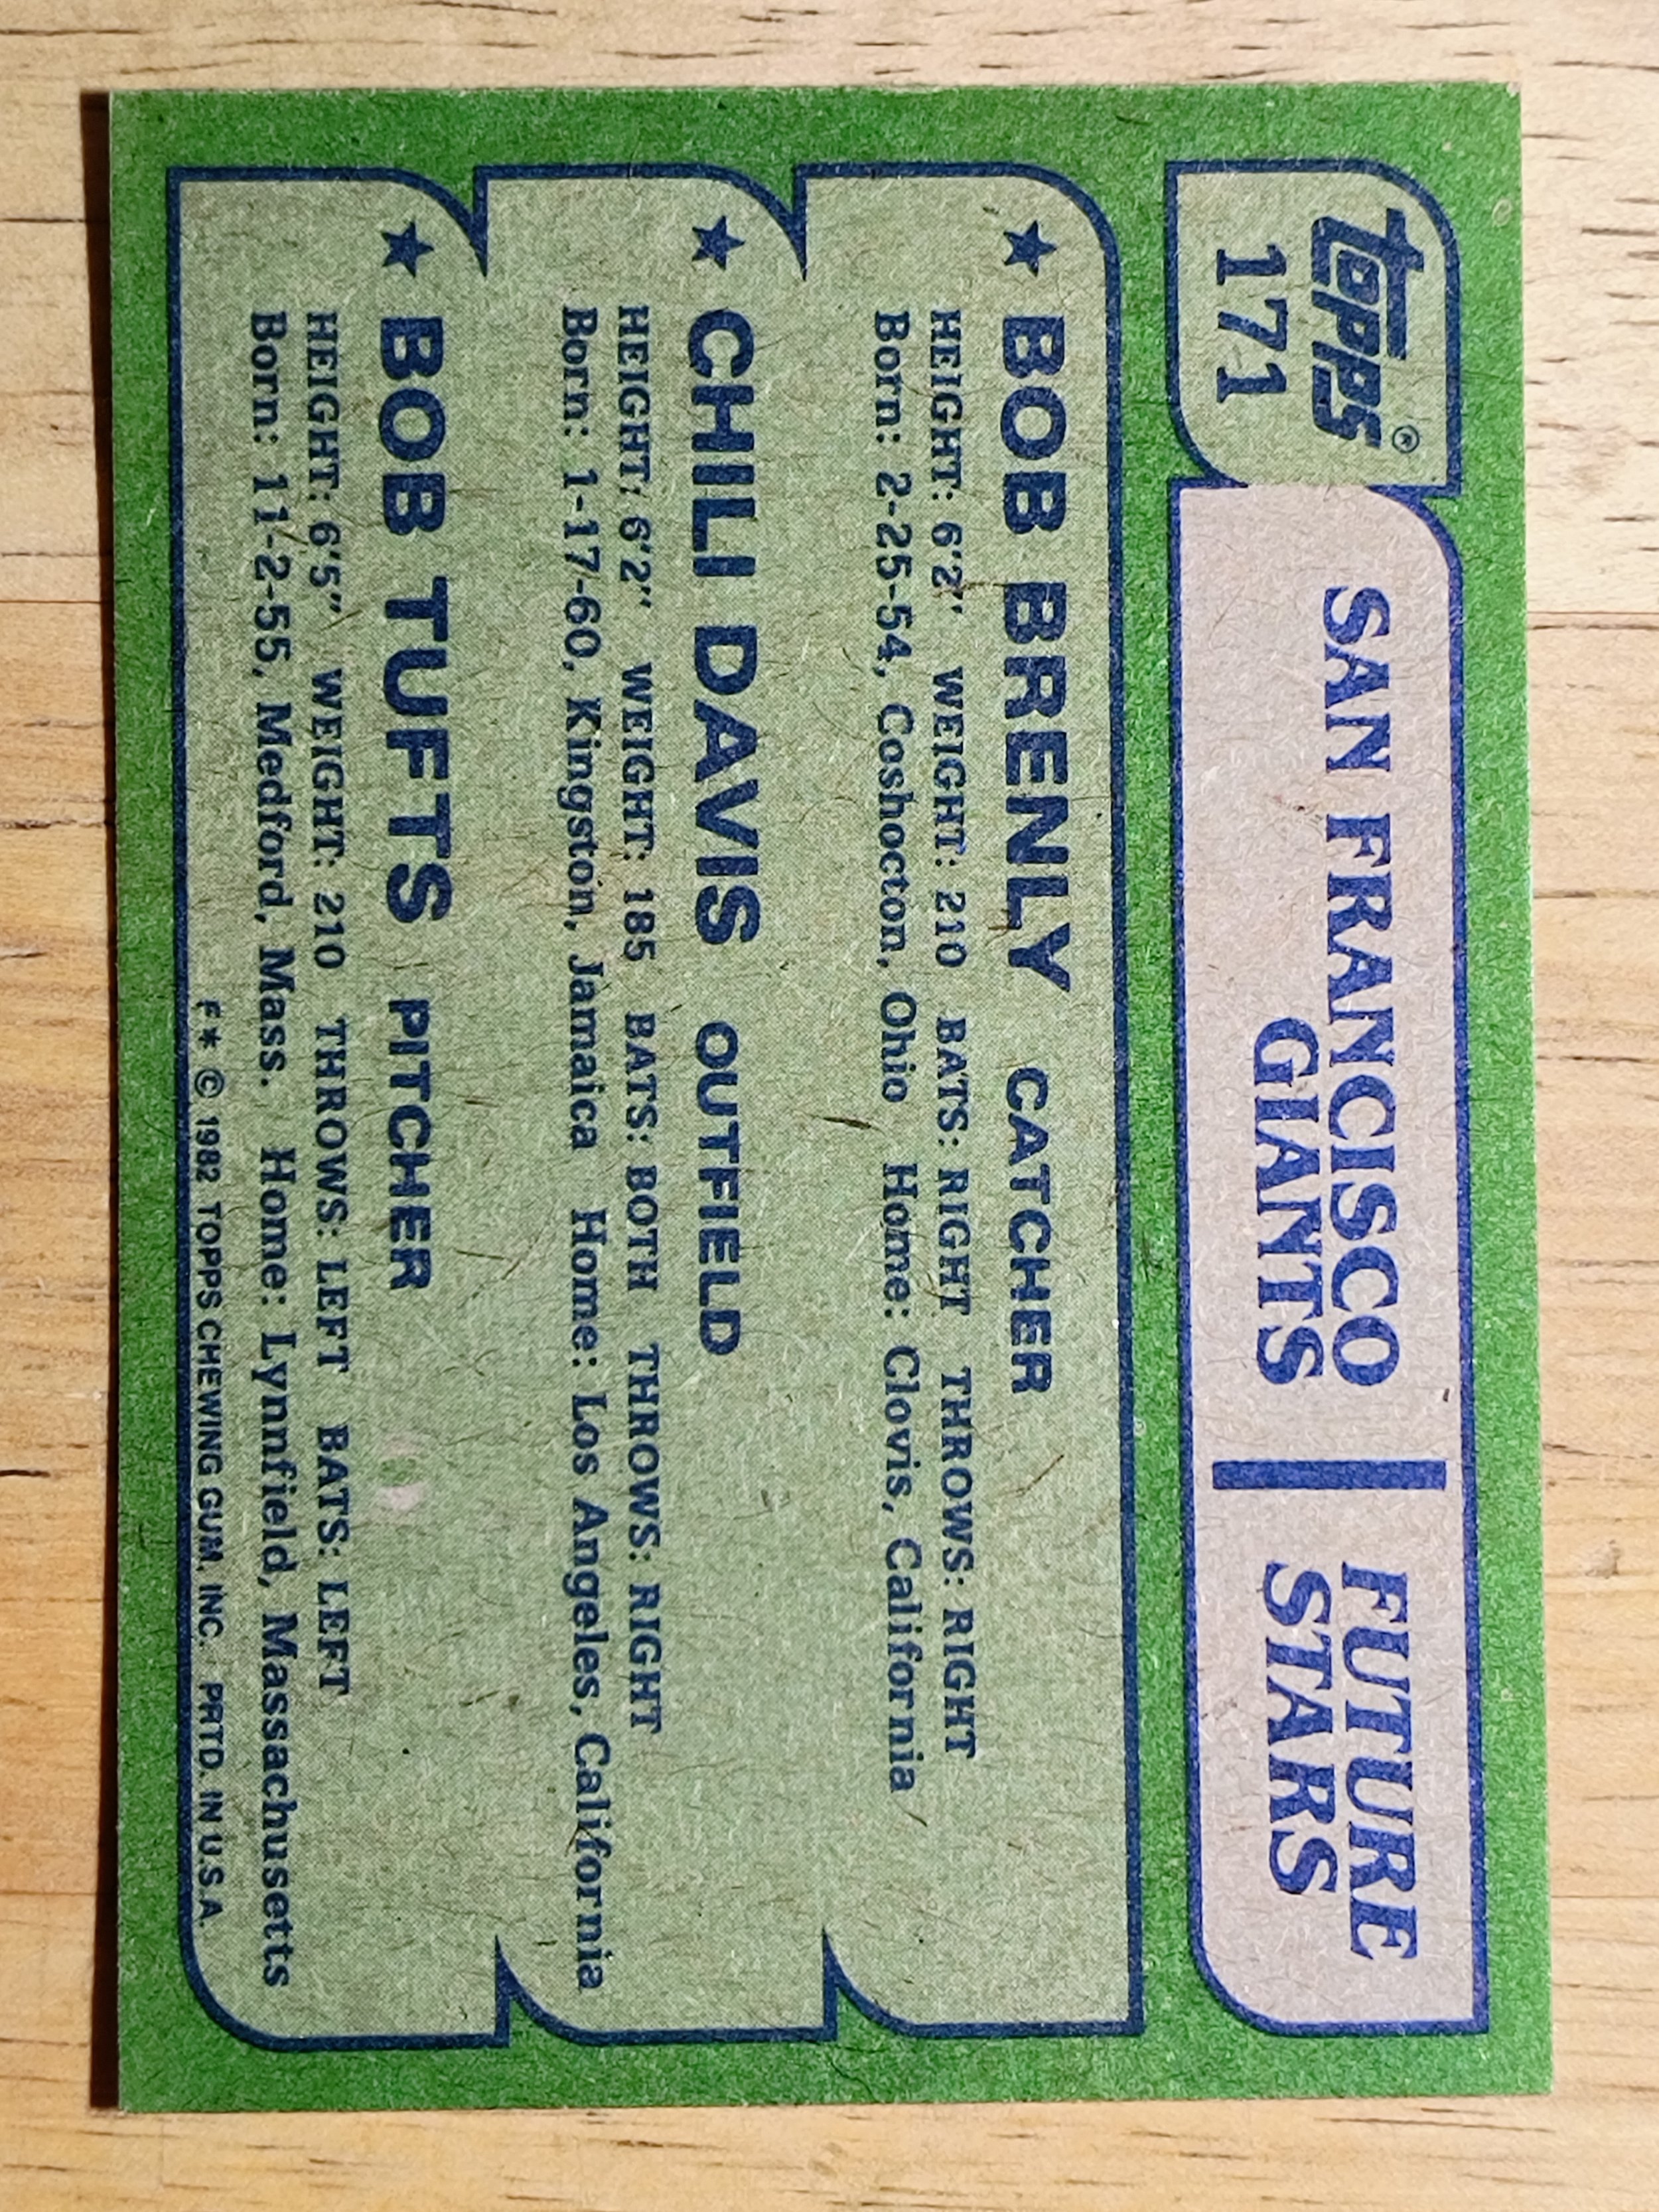 topps®
171
SAN FRANCISCO
GIANTS
FUTURE
STARS
★ BOB BRENLY CATCHER
HEIGHT: 6'2" WEIGHT: 210 BATS: RIGHT THROWS: RIGHT
Born: 2-25-54, Coshocton, Ohio Home: Clovis, California
★ CHILI DAVIS OUTFIELD
HEIGHT: 6'2" WEIGHT: 185 BATS: BOTH THROWS: RIGHT
Born: 1-17-60, Kingston, Jamaica Home: Los Angeles, California
★ BOB TUFTS PITCHER
HEIGHT: 6'5" WEIGHT: 210 THROWS: LEFT BATS: LEFT
Born: 11-2-55, Medford, Mass. Home: Lynnfield, Massachusetts
F* © 1982 TOPPS CHEWING GUM, INC. PRTD. IN U.S.A.